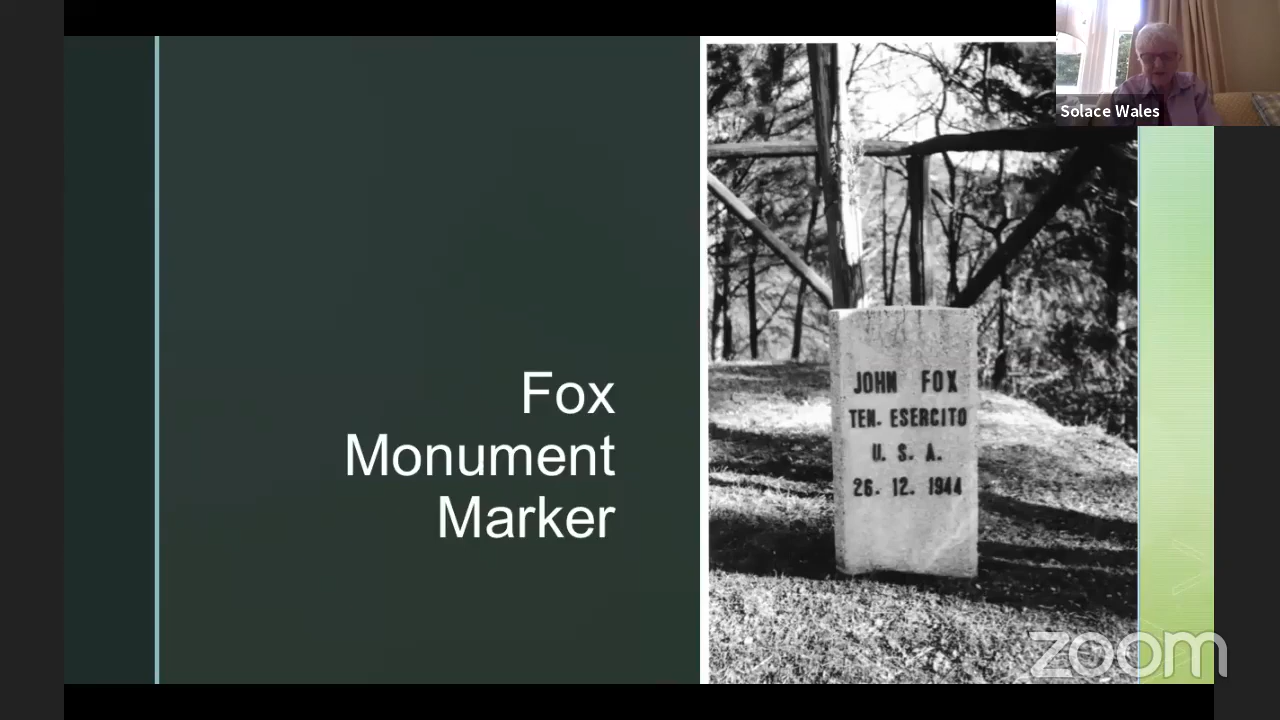 Solace Wales
Fox
Monument
Marker
JOHN FOX
TEN. ESERCITO
U. S. A.
26. 12. 1944
zoom